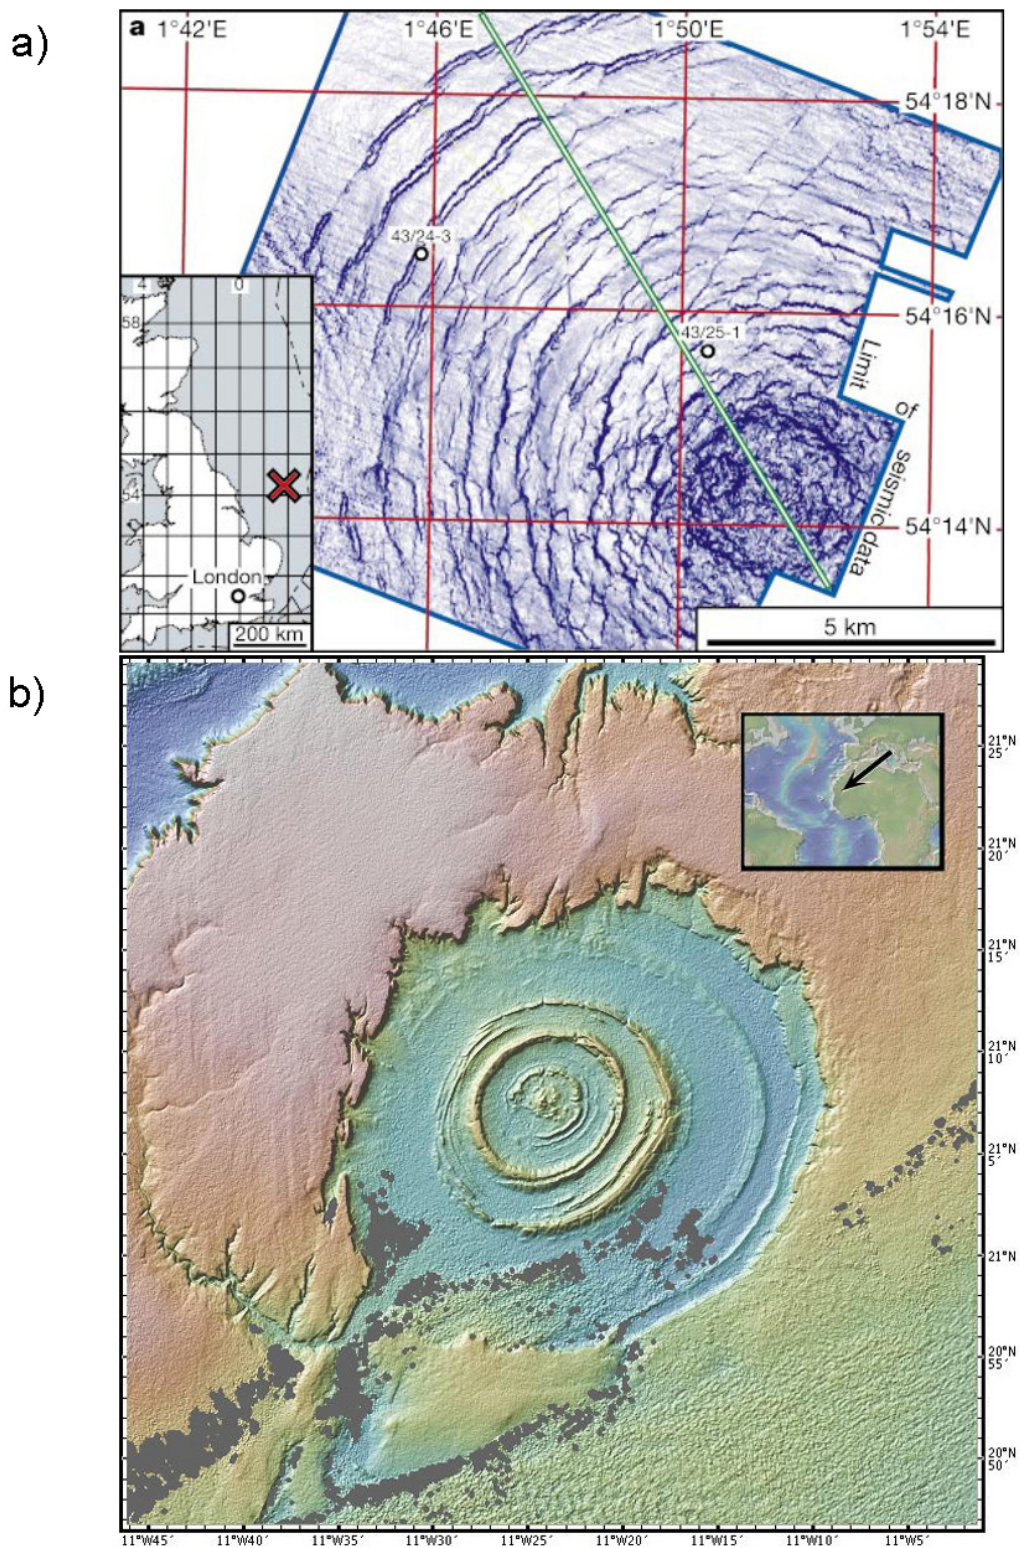 a)
a 1°42'E 1°46'E 1°50'E 1°54'E
54°18'N
43/24-3
54°16'N
43/25-1
Limit
of
seismic data
54°14'N
4 0
58
54
London
200 km
5 km
b)
21°N
25´
21°N
20´
21°N
15´
21°N
10´
21°N
5´
21°N
20°N
55´
20°N
50´
11°W45´ 11°W40´ 11°W35´ 11°W30´ 11°W25´ 11°W20´ 11°W15´ 11°W10´ 11°W05´